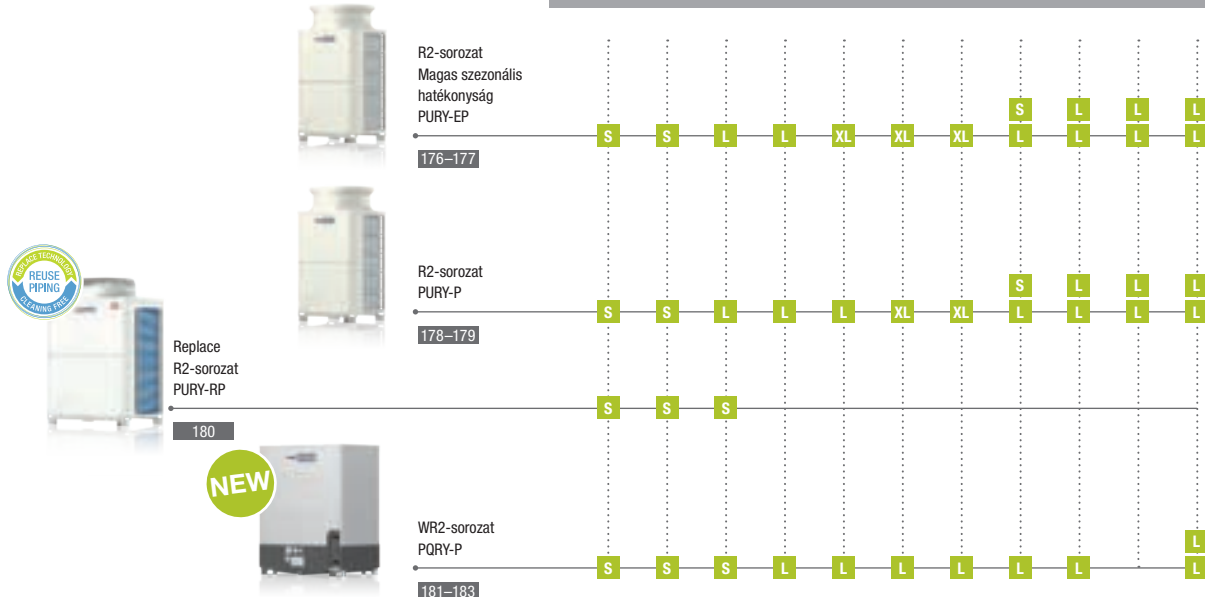 R2-sorozat
Magas szezonális
hatékonyság
PURY-EP
176–177
S L L L
S S L L XL XL XL L L L L
R2-sorozat
PURY-P
178–179
S L L L
S S L L L XL XL L L L L
REPLACE TECHNOLOGY
REUSE
PIPING
CLEANING FREE
Replace
R2-sorozat
PURY-RP
180
S S S
NEW
WR2-sorozat
PQRY-P
181–183
L
S S S L L L L L L L